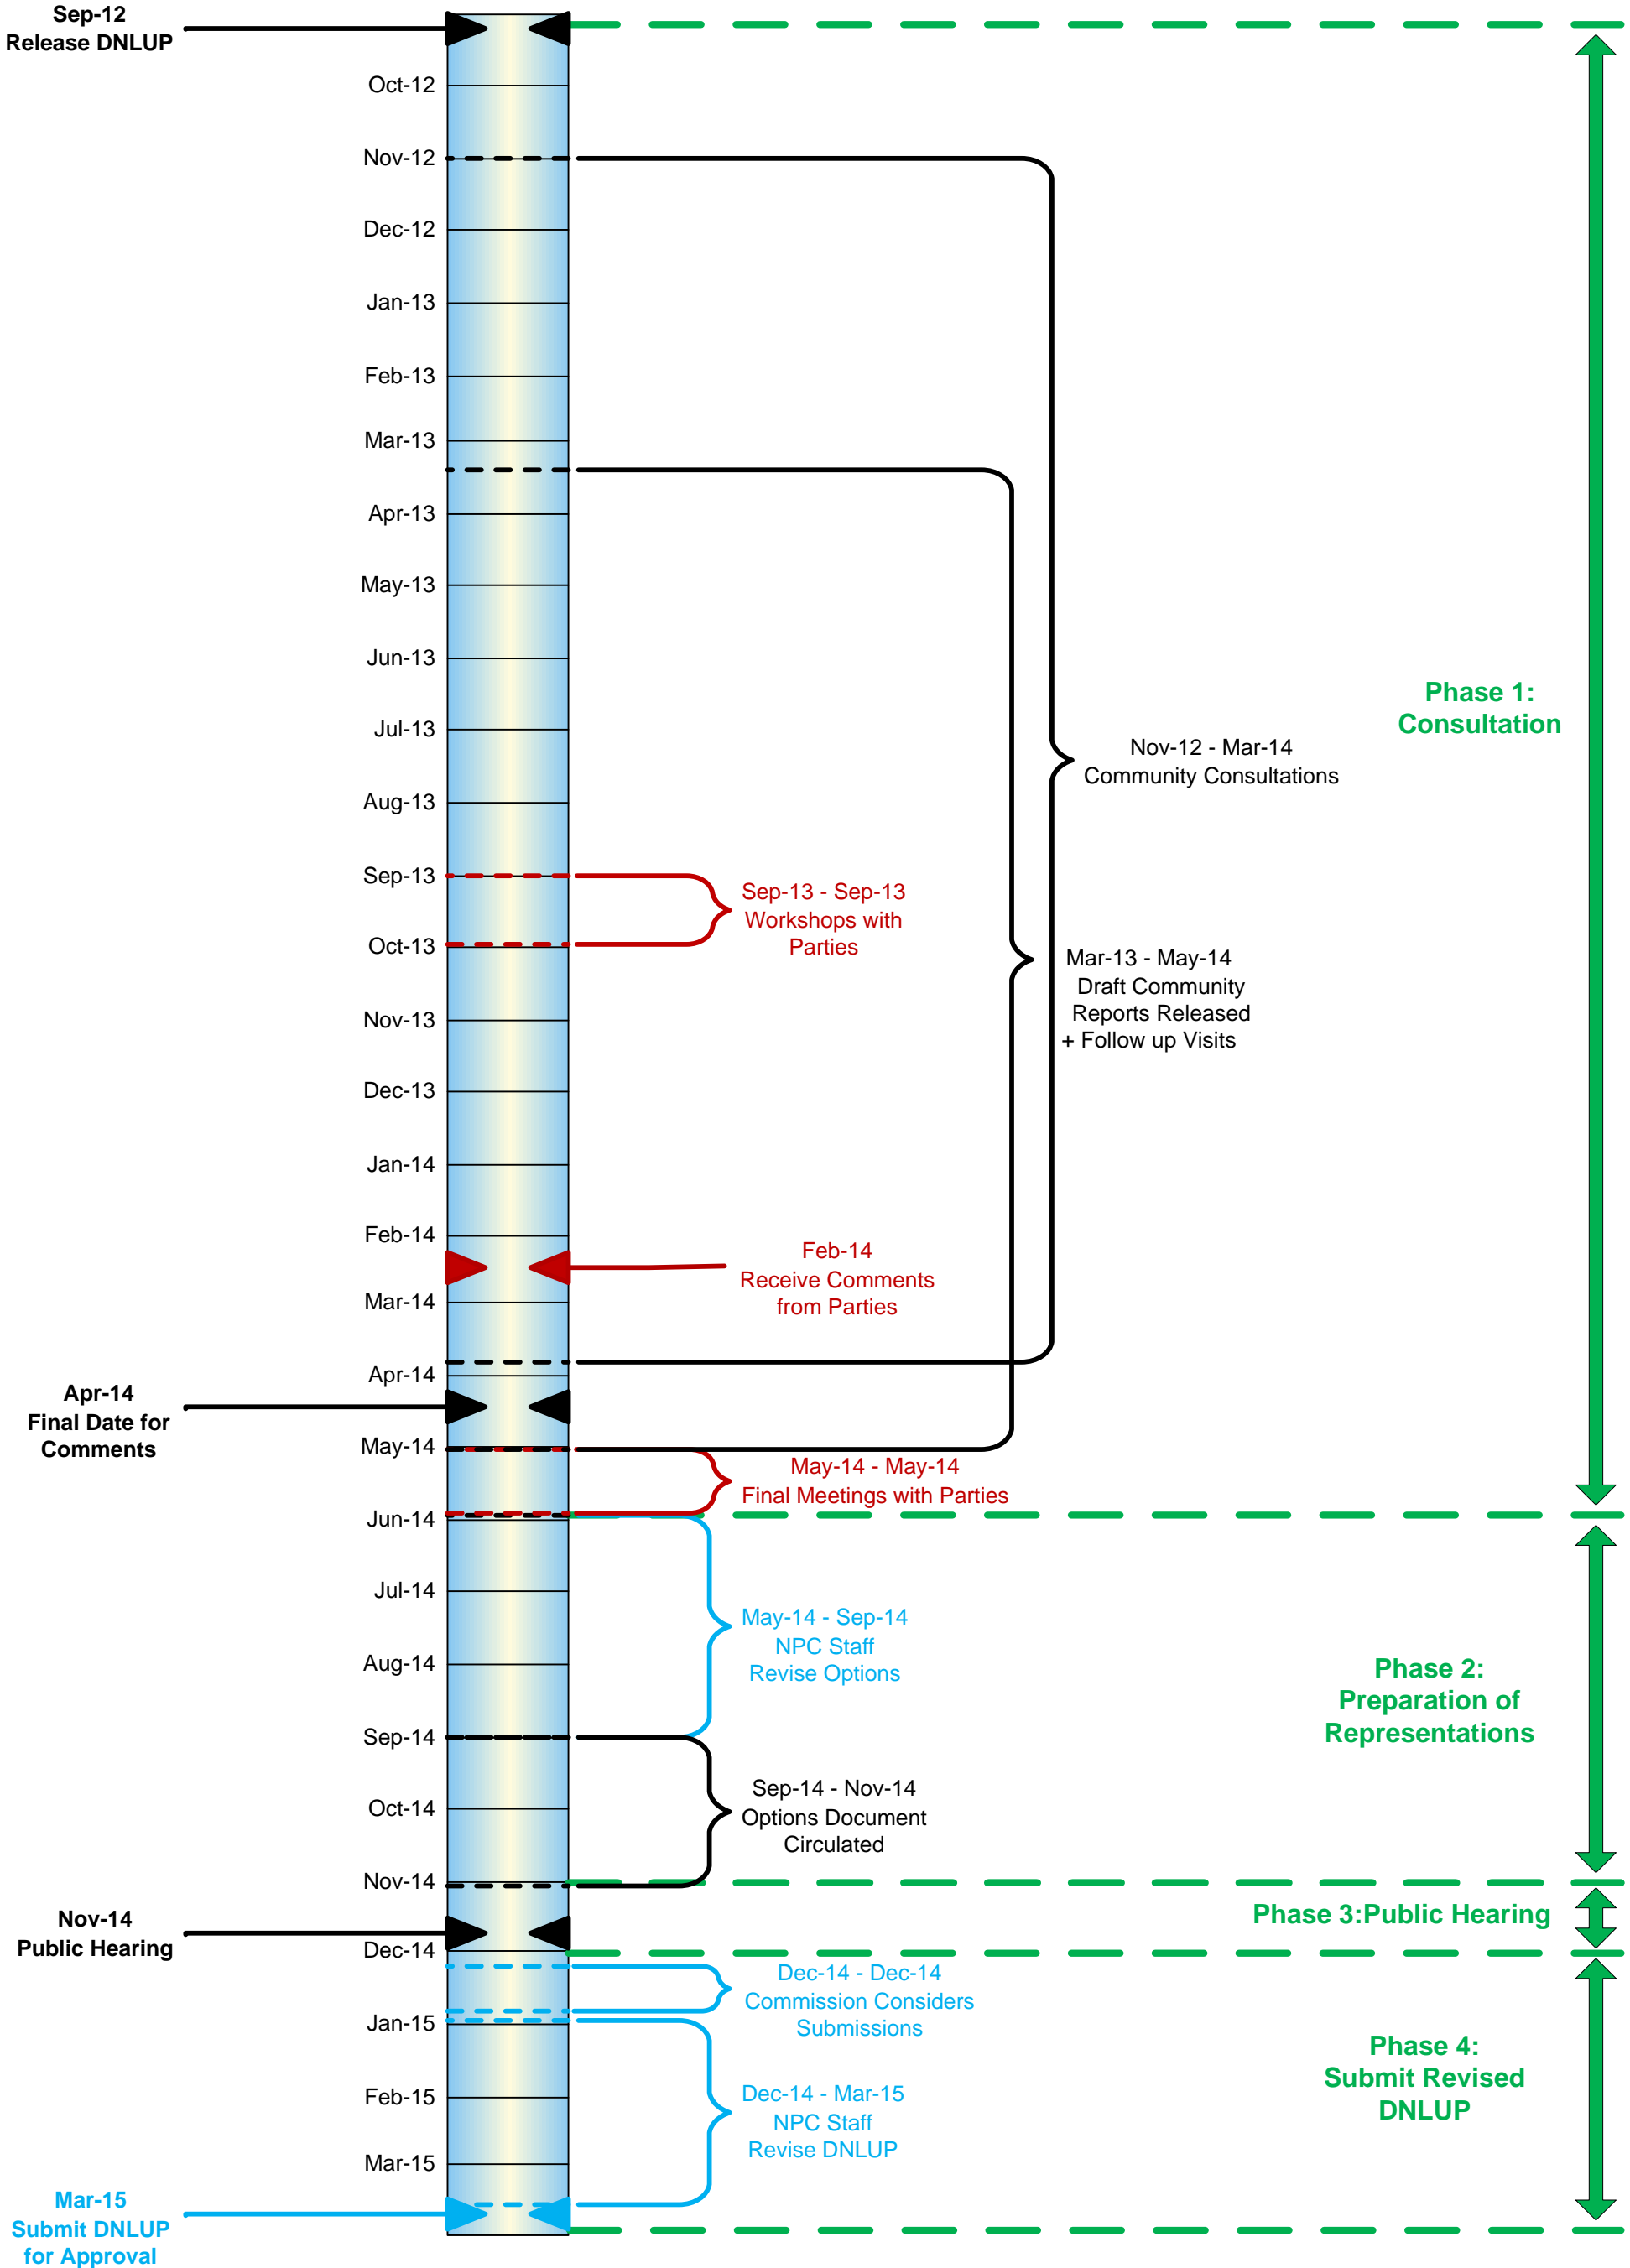 Sep-12
Release DNLUP
Oct-12
Nov-12
Dec-12
Jan-13
Feb-13
Mar-13
Apr-13
May-13
Jun-13
Phase 1:
Consultation
Jul-13
Nov-12 - Mar-14
Community Consultations
Aug-13
Sep-13
Sep-13 - Sep-13
Workshops with
Parties
Oct-13
Mar-13 - May-14
Draft Community
Reports Released
+ Follow up Visits
Nov-13
Dec-13
Jan-14
Feb-14
Feb-14
Receive Comments
from Parties
Mar-14
Apr-14
Apr-14
Final Date for
Comments
May-14
May-14 - May-14
Final Meetings with Parties
Jun-14
Jul-14
May-14 - Sep-14
NPC Staff
Revise Options
Aug-14
Phase 2:
Preparation of
Representations
Sep-14
Sep-14 - Nov-14
Options Document
Circulated
Oct-14
Nov-14
Nov-14
Public Hearing
Phase 3:Public Hearing
Dec-14
Dec-14 - Dec-14
Commission Considers
Submissions
Jan-15
Phase 4:
Submit Revised
DNLUP
Feb-15
Dec-14 - Mar-15
NPC Staff
Revise DNLUP
Mar-15
Mar-15
Submit DNLUP
for Approval